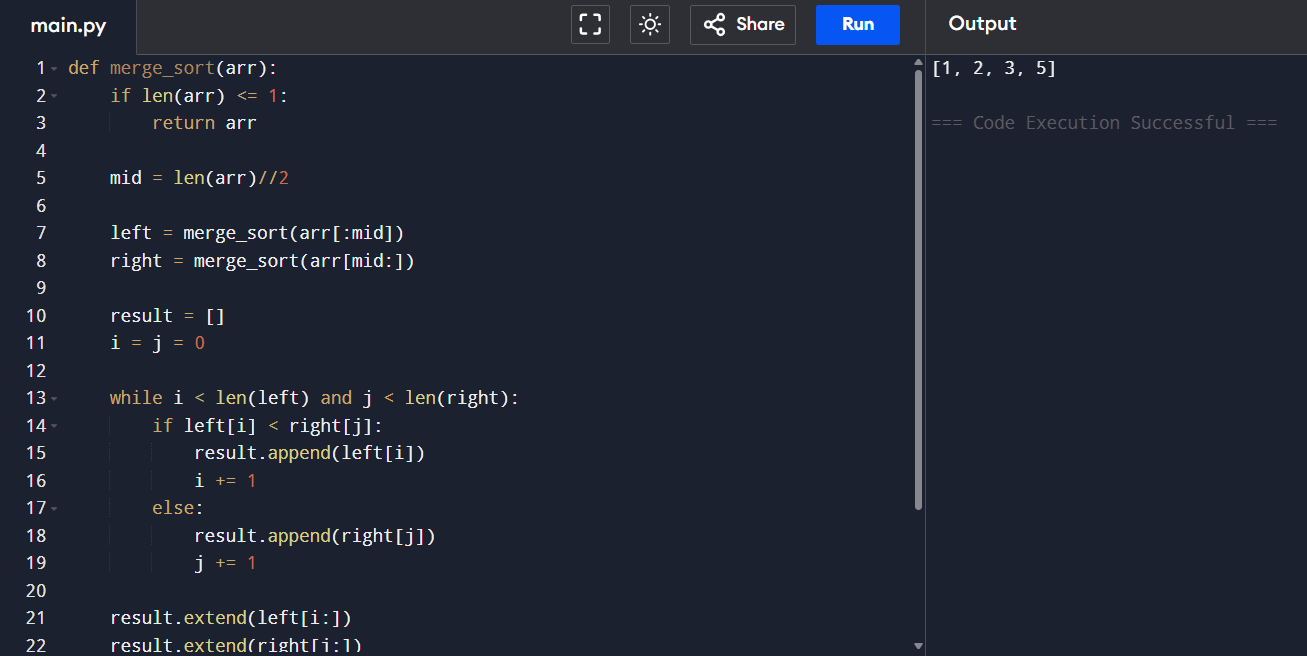 main.py
Share
Run
Output
1 def merge_sort(arr):
2     if len(arr) <= 1:
3         return arr
4
5     mid = len(arr)//2
6
7     left = merge_sort(arr[:mid])
8     right = merge_sort(arr[mid:])
9
10     result = []
11     i = j = 0
12
13     while i < len(left) and j < len(right):
14         if left[i] < right[j]:
15             result.append(left[i])
16             i += 1
17         else:
18             result.append(right[j])
19             j += 1
20
21     result.extend(left[i:])
22     result.extend(right[j:])
[1, 2, 3, 5]
=== Code Execution Successful ===